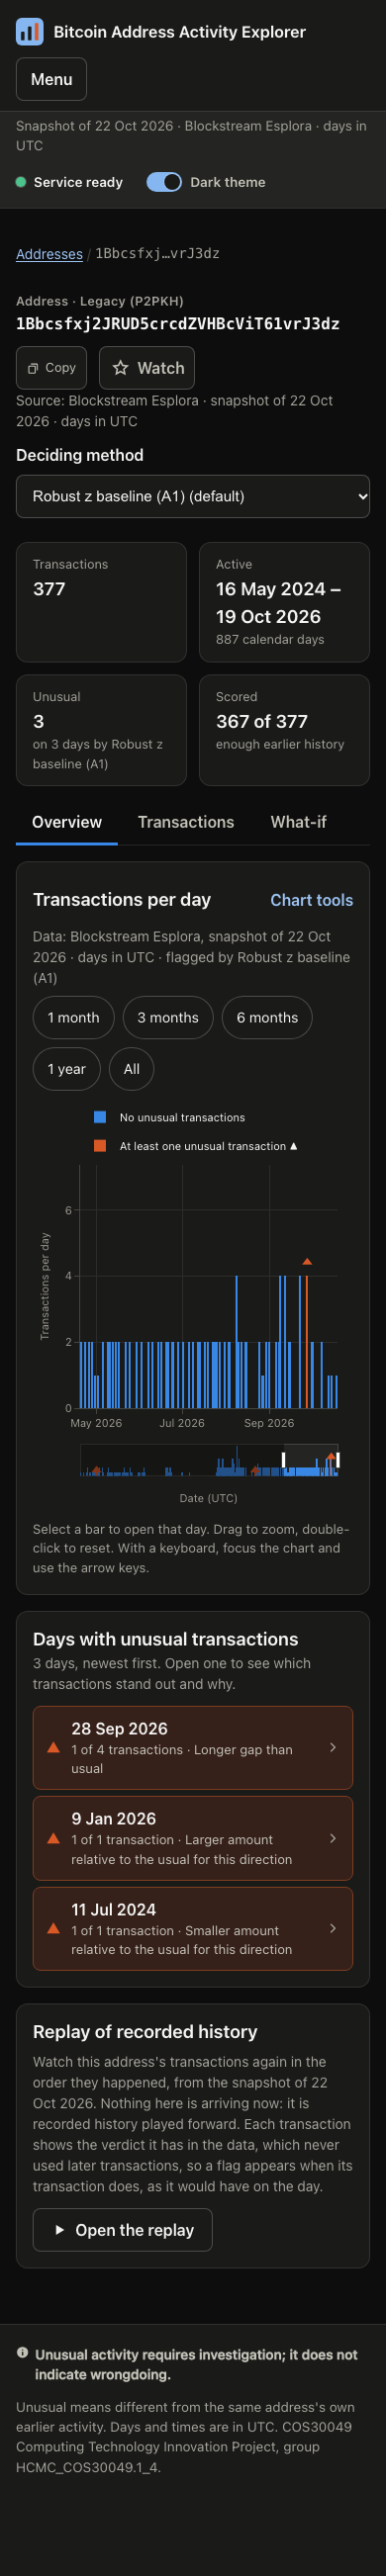 Bitcoin Address Activity Explorer
Menu
Snapshot of 22 Oct 2026 · Blockstream Esplora · days in
UTC
Service ready
Dark theme
Addresses / 1Bbcsfxj…vrJ3dz
Address · Legacy (P2PKH)
1Bbcsfxj2JRUD5crcdZVHBcViT61vrJ3dz
Copy
Watch
Source: Blockstream Esplora · snapshot of 22 Oct
2026 · days in UTC
Deciding method
Robust z baseline (A1) (default)
Transactions
377
Active
16 May 2024 –
19 Oct 2026
887 calendar days
Unusual
3
on 3 days by Robust z
baseline (A1)
Scored
367 of 377
enough earlier history
Overview
Transactions
What-if
Transactions per day
Chart tools
Data: Blockstream Esplora, snapshot of 22 Oct
2026 · days in UTC · flagged by Robust z baseline
(A1)
1 month
3 months
6 months
1 year
All
No unusual transactions
At least one unusual transaction ▲
Transactions per day
6
4
2
0
May 2026
Jul 2026
Sep 2026
Date (UTC)
Select a bar to open that day. Drag to zoom, double-
click to reset. With a keyboard, focus the chart and
use the arrow keys.
Days with unusual transactions
3 days, newest first. Open one to see which
transactions stand out and why.
28 Sep 2026
1 of 4 transactions · Longer gap than
usual
9 Jan 2026
1 of 1 transaction · Larger amount
relative to the usual for this direction
11 Jul 2024
1 of 1 transaction · Smaller amount
relative to the usual for this direction
Replay of recorded history
Watch this address's transactions again in the
order they happened, from the snapshot of 22
Oct 2026. Nothing here is arriving now: it is
recorded history played forward. Each transaction
shows the verdict it has in the data, which never
used later transactions, so a flag appears when its
transaction does, as it would have on the day.
Open the replay
Unusual activity requires investigation; it does not
indicate wrongdoing.
Unusual means different from the same address's own
earlier activity. Days and times are in UTC. COS30049
Computing Technology Innovation Project, group
HCMC_COS30049.1_4.